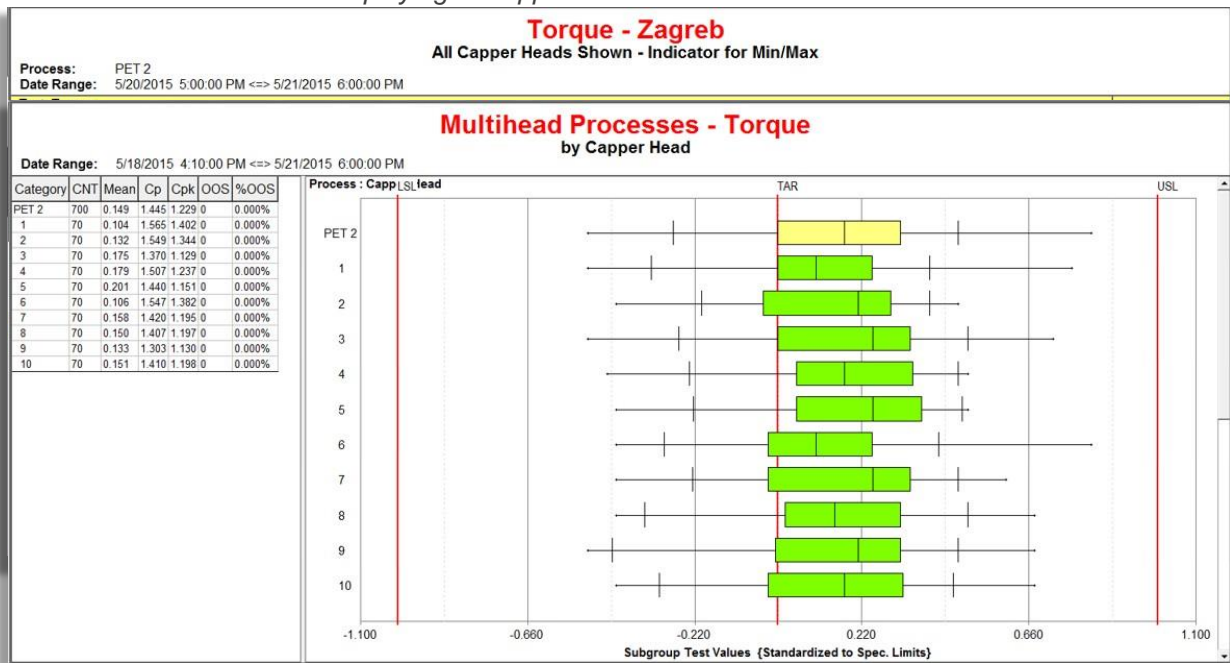 Torque - Zagreb
All Capper Heads Shown - Indicator for Min/Max
Process: PET 2
Date Range: 5/20/2015 5:00:00 PM <=> 5/21/2015 6:00:00 PM
Multihead Processes - Torque
by Capper Head
Date Range: 5/18/2015 4:10:00 PM <=> 5/21/2015 6:00:00 PM
Category CNT Mean Cp Cpk OOS %OOS
PET 2 700 0.149 1.445 1.229 0 0.000%
1 70 0.104 1.565 1.402 0 0.000%
2 70 0.132 1.549 1.344 0 0.000%
3 70 0.175 1.370 1.129 0 0.000%
4 70 0.179 1.507 1.237 0 0.000%
5 70 0.201 1.440 1.151 0 0.000%
6 70 0.106 1.547 1.382 0 0.000%
7 70 0.158 1.420 1.195 0 0.000%
8 70 0.150 1.407 1.197 0 0.000%
9 70 0.133 1.303 1.130 0 0.000%
10 70 0.151 1.410 1.198 0 0.000%
Process : Capp LSL lead TAR USL
PET 2
1
2
3
4
5
6
7
8
9
10
-1.100 -0.660 -0.220 0.220 0.660 1.100
Subgroup Test Values {Standardized to Spec. Limits}